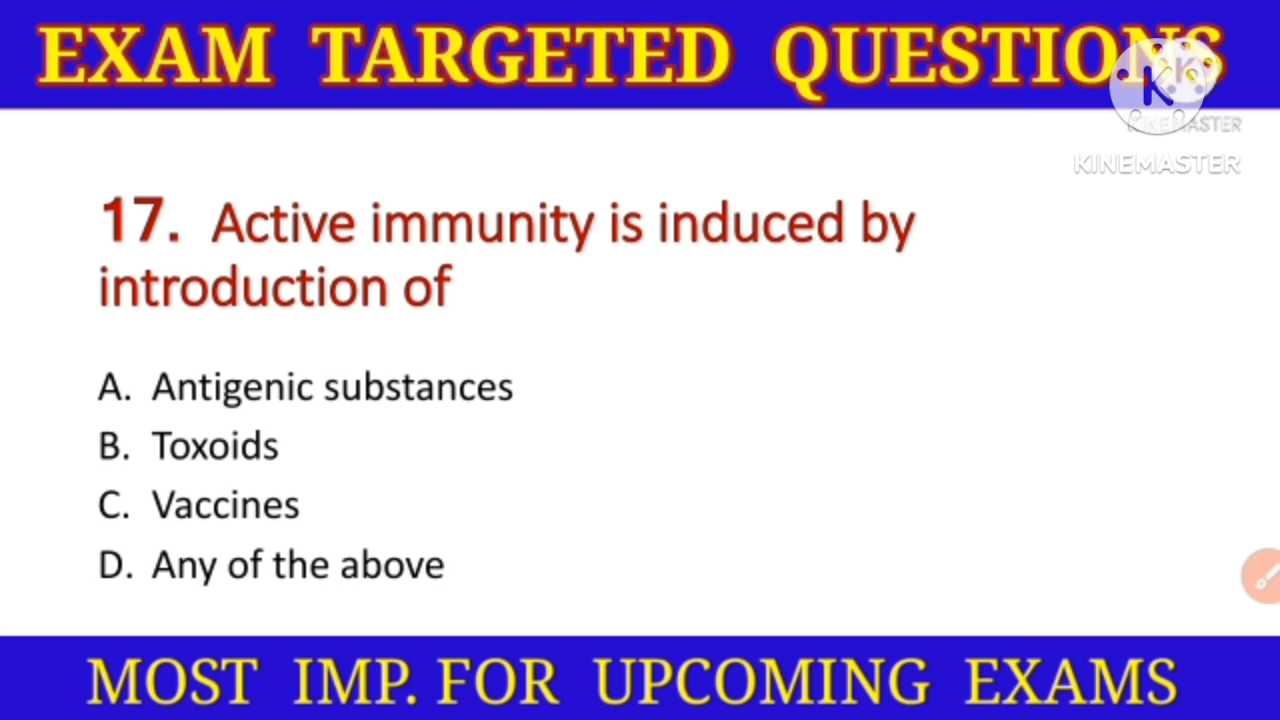 EXAM TARGETED QUESTIONS
KINEMASTER
KINEMASTER
17. Active immunity is induced by
introduction of
A. Antigenic substances
B. Toxoids
C. Vaccines
D. Any of the above
MOST IMP. FOR UPCOMING EXAMS